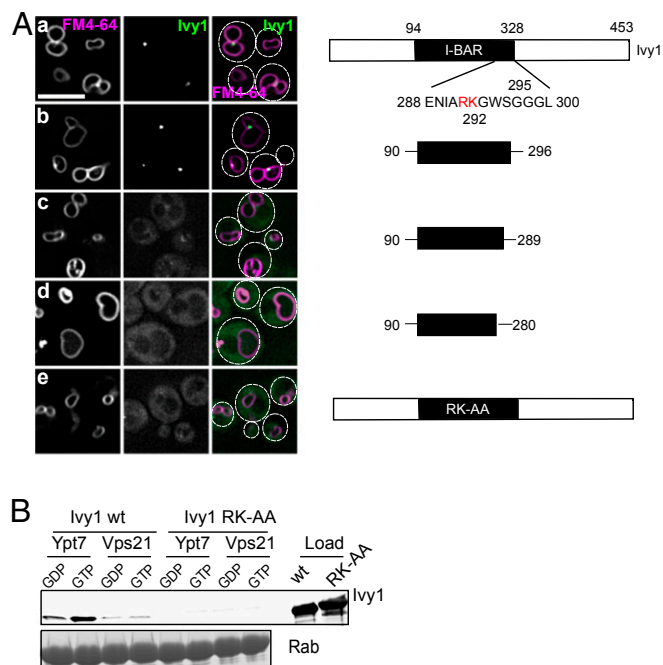 A
a FM4-64 Ivy1 Ivy1
FM4-64
b
c
d
e
94 328 453
I-BAR Ivy1
295
288 ENIARKGWSGGGL 300
292
90 296
90 289
90 280
RK-AA
B
Ivy1 wt Ivy1 RK-AA
Ypt7 Vps21 Ypt7 Vps21 Load
GDP GTP GDP GTP GDP GTP GDP GTP wt RK-AA
Ivy1
Rab